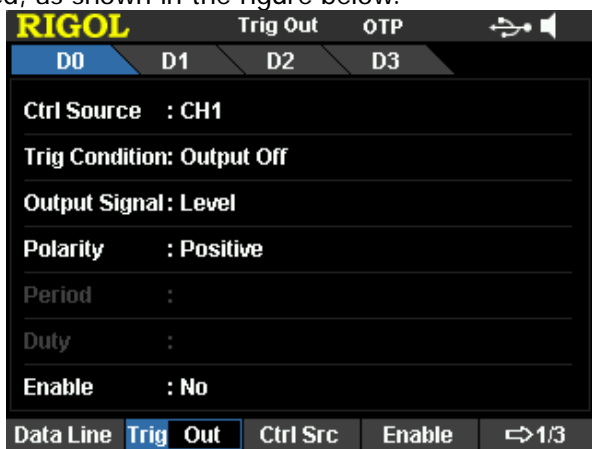 ed, as shown in the figure below.
RIGOL Trig Out OTP
D0 D1 D2 D3
Ctrl Source : CH1
Trig Condition: Output Off
Output Signal: Level
Polarity : Positive
Period :
Duty :
Enable : No
Data Line Trig Out Ctrl Src Enable ⇨1/3